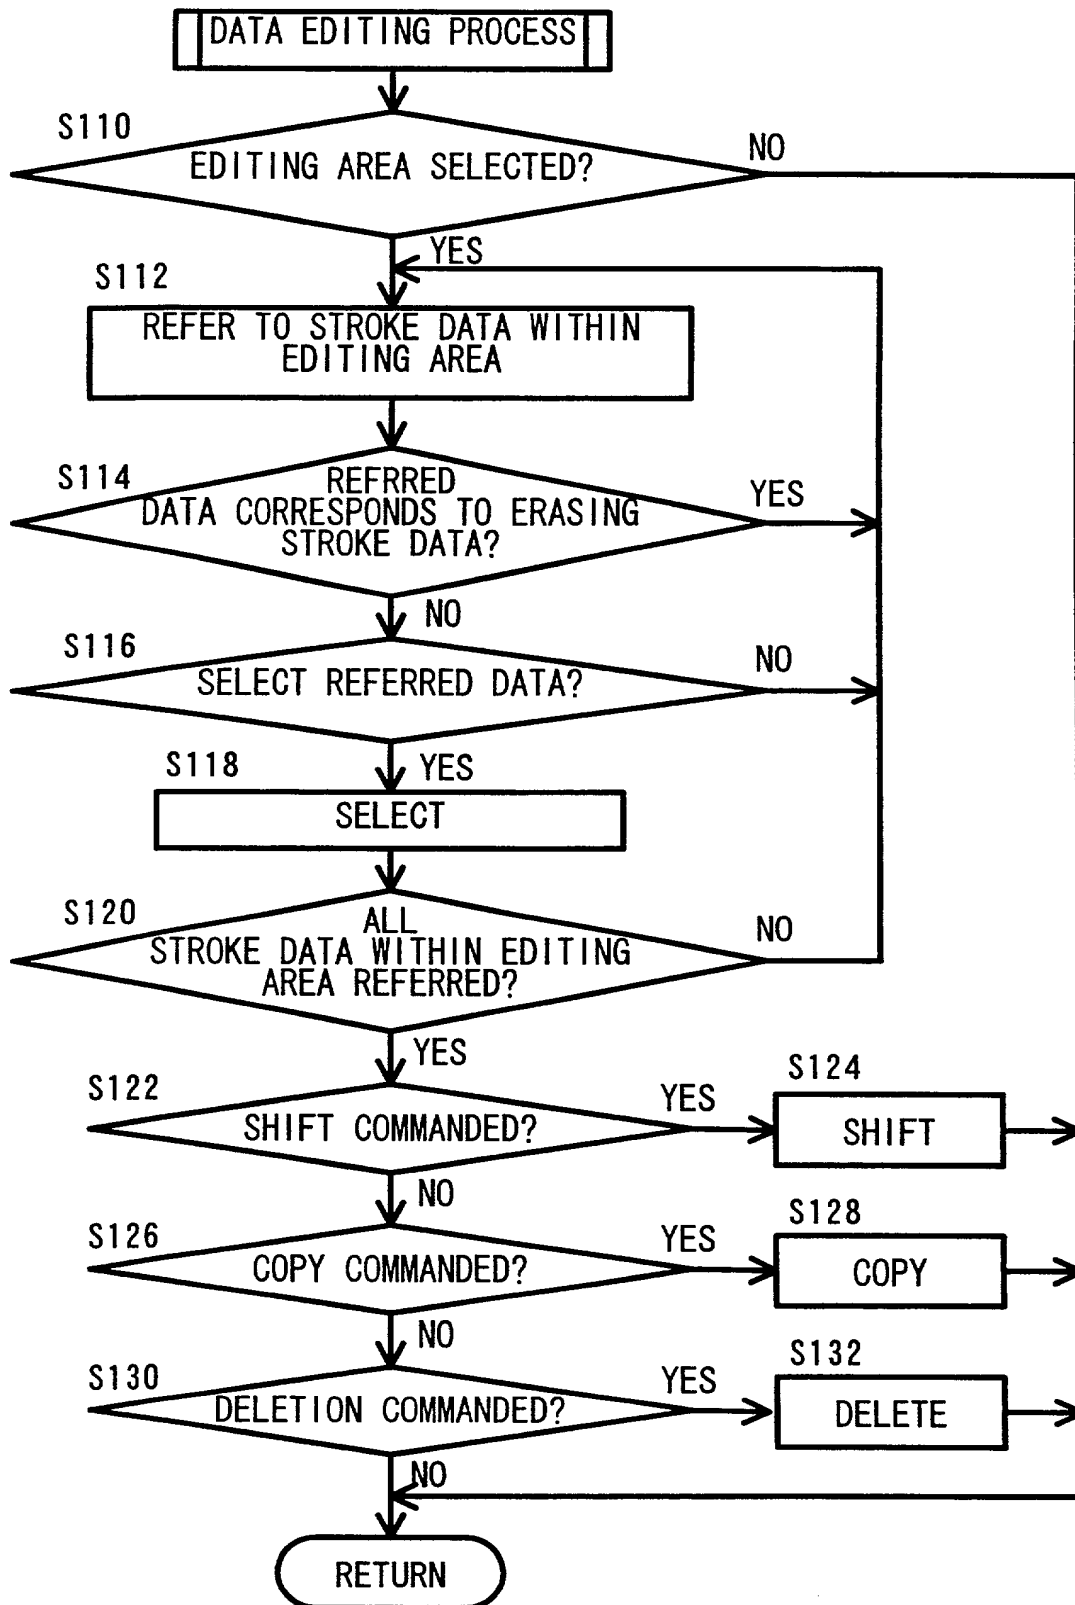 DATA EDITING PROCESS
S110
EDITING AREA SELECTED?
NO
YES
S112
REFER TO STROKE DATA WITHIN
EDITING AREA
S114
REFRRED
DATA CORRESPONDS TO ERASING
STROKE DATA?
YES
NO
S116
SELECT REFERRED DATA?
NO
YES
S118
SELECT
S120
ALL
STROKE DATA WITHIN EDITING
AREA REFERRED?
NO
YES
S122
SHIFT COMMANDED?
YES
S124
SHIFT
NO
S126
COPY COMMANDED?
YES
S128
COPY
NO
S130
DELETION COMMANDED?
YES
S132
DELETE
NO
RETURN